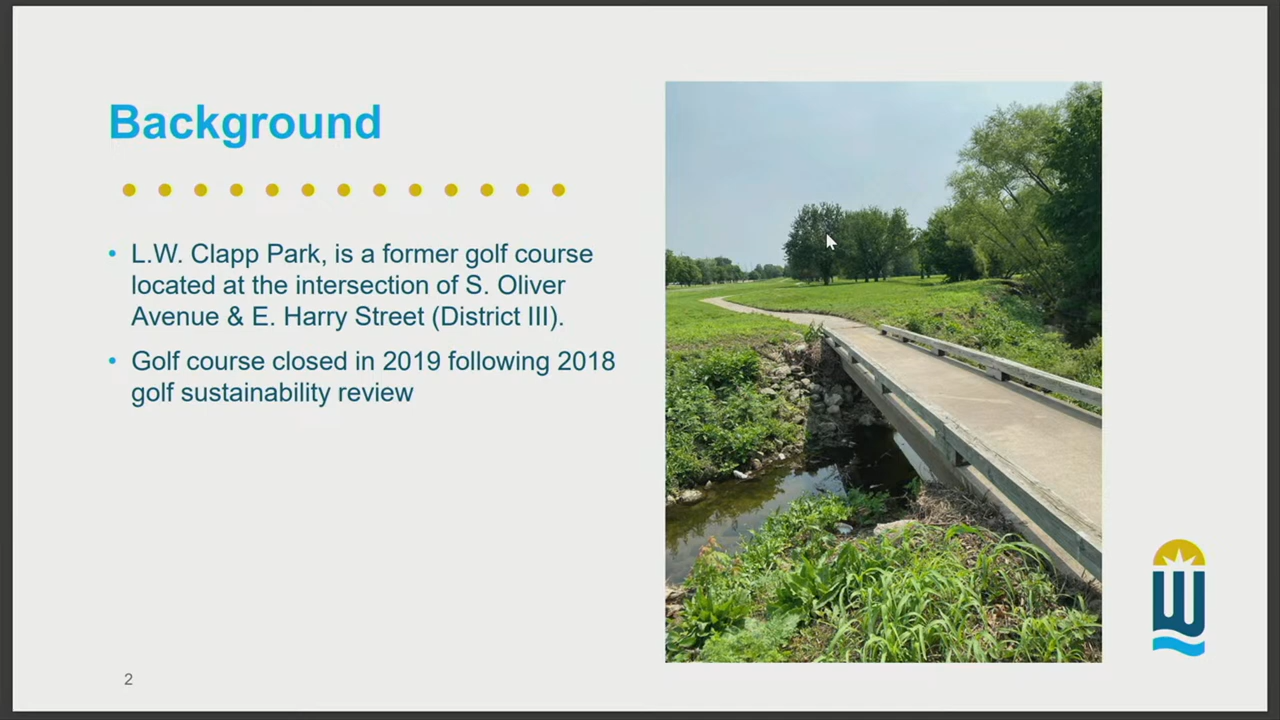 Background
• L.W. Clapp Park, is a former golf course
located at the intersection of S. Oliver
Avenue & E. Harry Street (District III).
• Golf course closed in 2019 following 2018
golf sustainability review
2
W